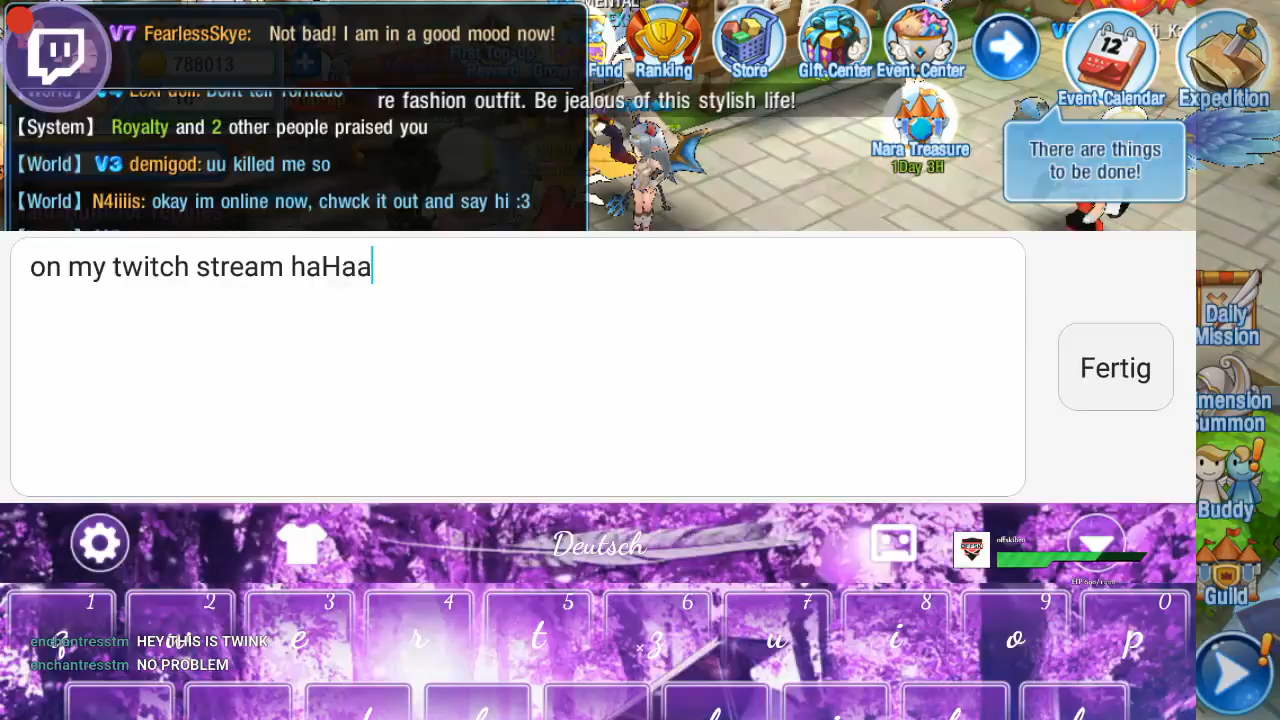 V7 FearlessSkye: Not bad! I am in a good mood now!
788013
Fund
Ranking
Store
Gift Center
Event Center
12
Event Calendar
Expedition
re fashion outfit. Be jealous of this stylish life!
【System】 Royalty and 2 other people praised you
【World】 V3 demigod: uu killed me so
【World】 N4iiiis: okay im online now, chwck it out and say hi :3
Nara Treasure
1Day 3H
There are things
to be done!
on my twitch stream haHaa
Fertig
Daily
Mission
Buddy
Guild
Deutsch
OFFSK
offskillen
1 2 3 4 5 6 7 8 9 0
e r t z u i o p
enchantresstm HEY THIS IS TWINK
enchantresstm NO PROBLEM